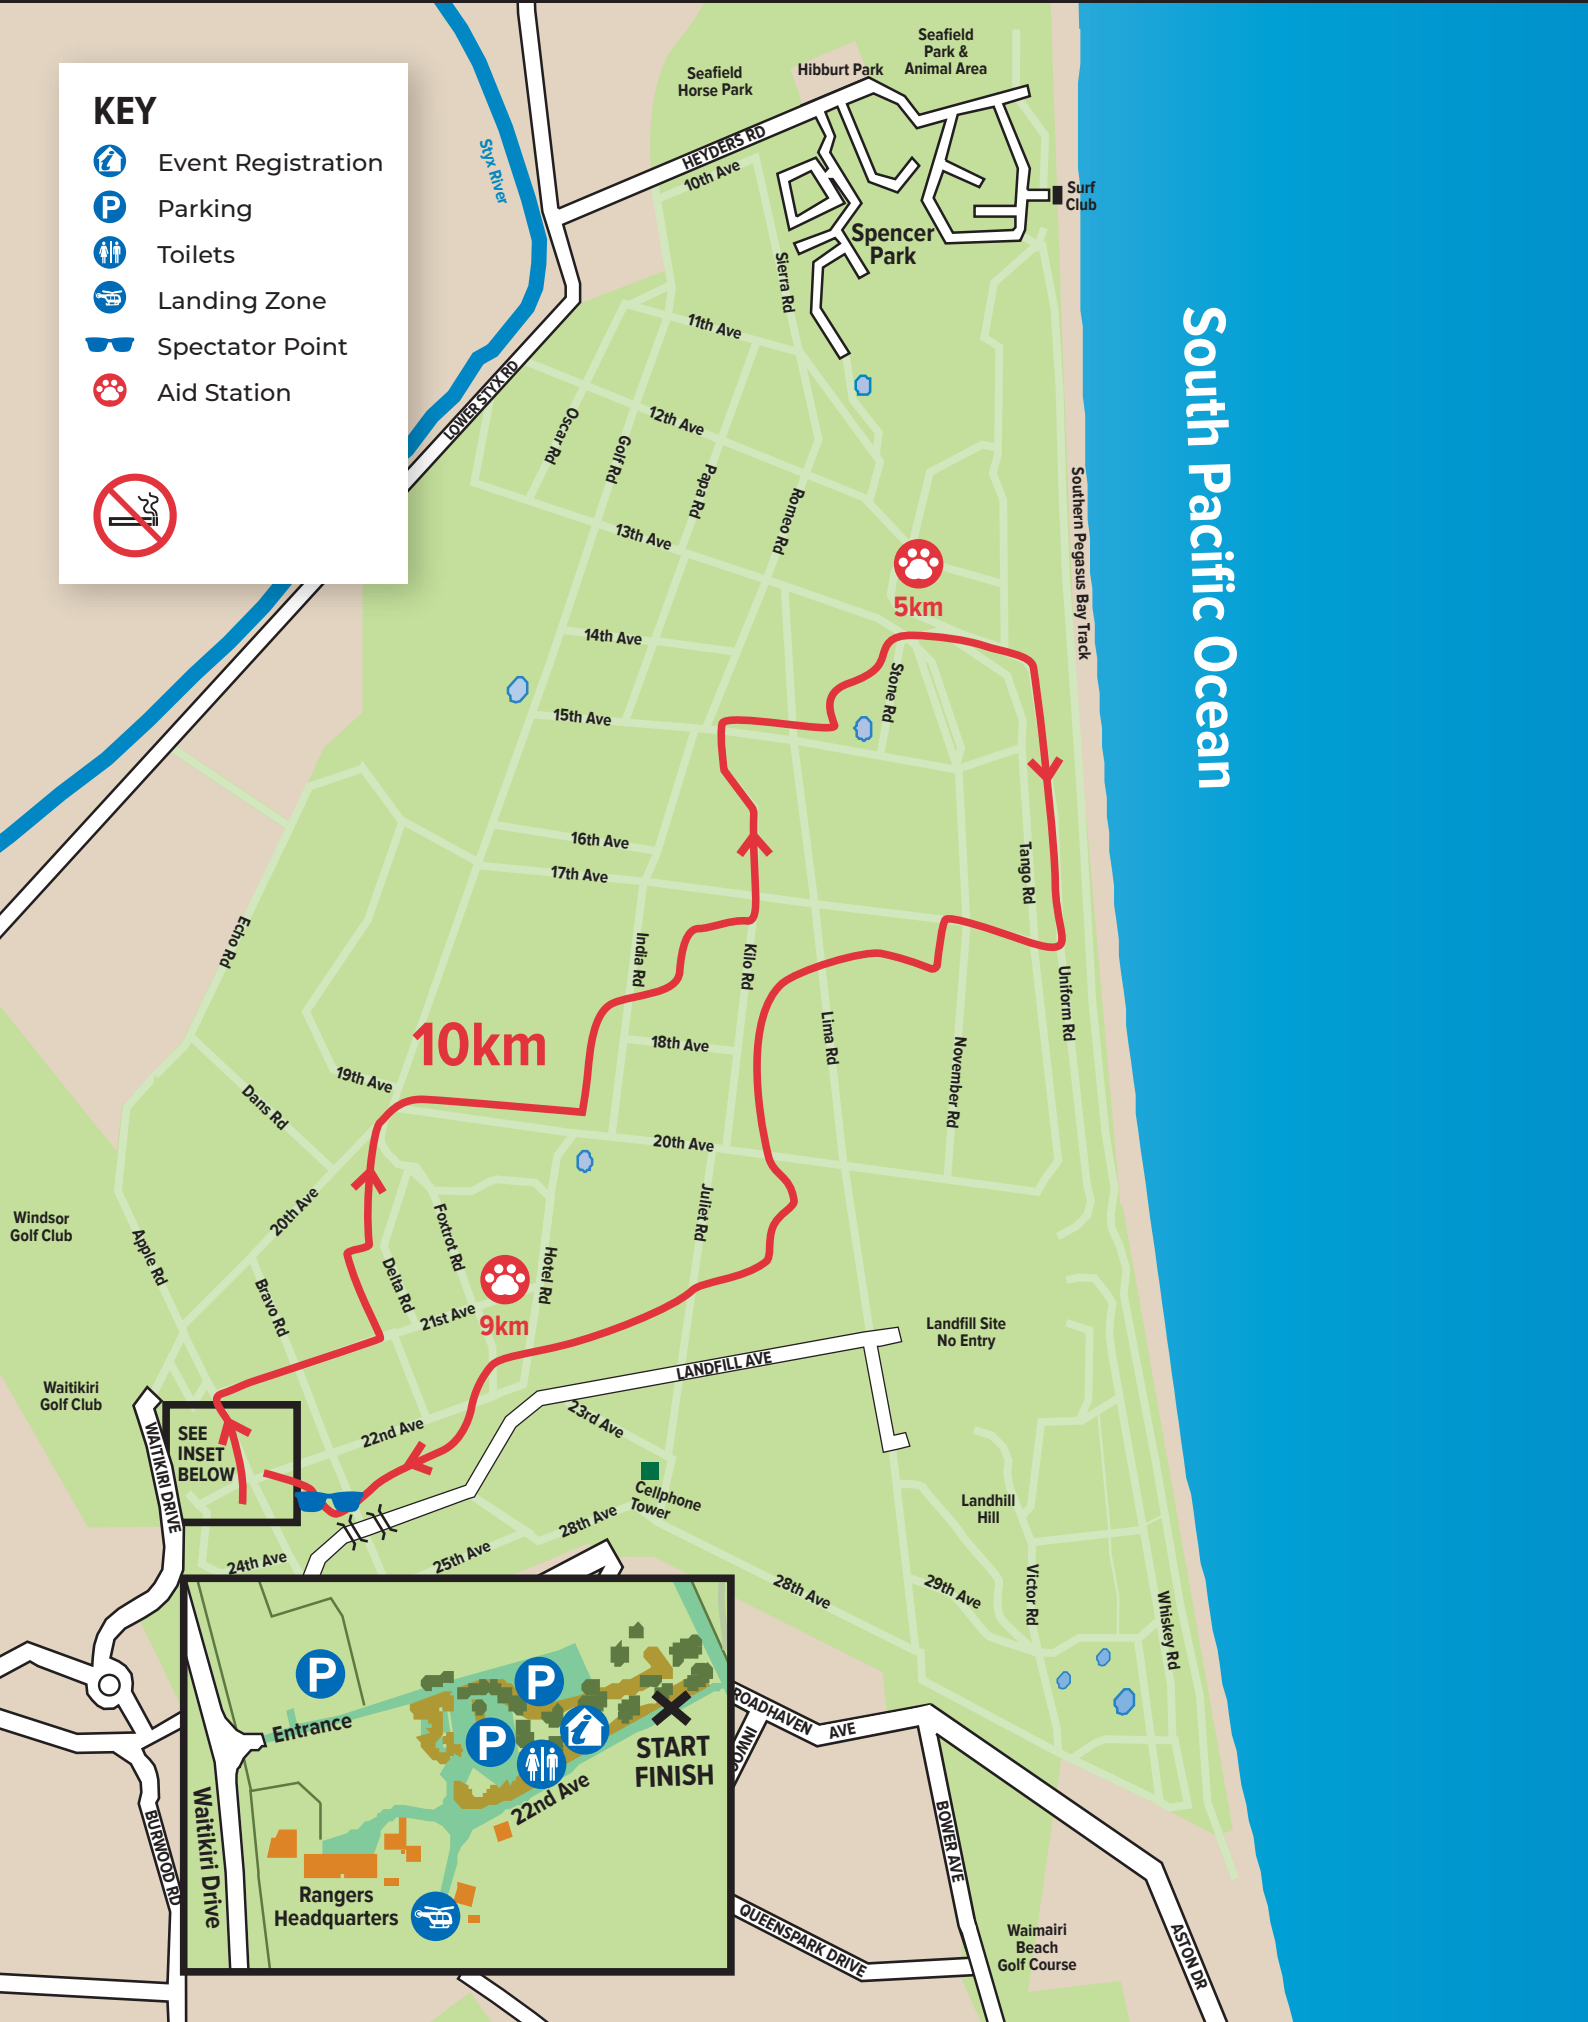 KEY
Event Registration
Parking
Toilets
Landing Zone
Spectator Point
Aid Station
Styx River
Seafield
Horse Park
Hibburt Park
Seafield
Park &
Animal Area
HEYDERS RD
10th Ave
Surf
Club
Spencer
Park
Sierra Rd
11th Ave
LOWER STYX RD
Oscar Rd
Golf Rd
12th Ave
Papa Rd
Romeo Rd
13th Ave
South Pacific Ocean
Southern Pegasus Bay Track
5km
14th Ave
Stone Rd
15th Ave
16th Ave
17th Ave
Tango Rd
Echo Rd
India Rd
Kilo Rd
Uniform Rd
Lima Rd
10km
18th Ave
November Rd
19th Ave
Dans Rd
20th Ave
20th Ave
Juliet Rd
Windsor
Golf Club
Apple Rd
Bravo Rd
Delta Rd
Foxtrot Rd
Hotel Rd
21st Ave
9km
Landfill Site
No Entry
LANDFILL AVE
Waitikiri
Golf Club
WAITIKIRI DRIVE
SEE
INSET
BELOW
22nd Ave
23rd Ave
Cellphone
Tower
Landhill
Hill
24th Ave
25th Ave
28th Ave
28th Ave
29th Ave
Victor Rd
Whiskey Rd
P
P
P
Entrance
START
FINISH
22nd Ave
Waitikiri Drive
Rangers
Headquarters
BURWOOD RD
ROADHAVEN AVE
BOWER AVE
QUEENSPARK DRIVE
Waimairi
Beach
Golf Course
ASTON DR